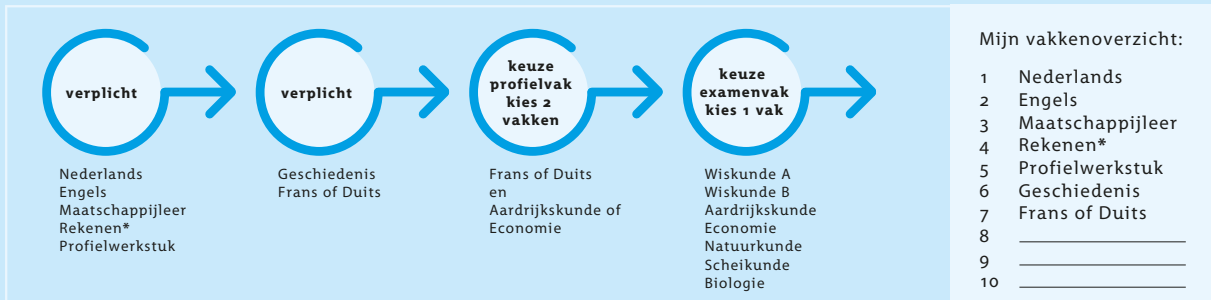 verplicht
Nederlands
Engels
Maatschappijleer
Rekenen*
Profielwerkstuk
verplicht
Geschiedenis
Frans of Duits
keuze
profielvak
kies 2
vakken
Frans of Duits
en
Aardrijkskunde of
Economie
keuze
examenvak
kies 1 vak
Wiskunde A
Wiskunde B
Aardrijkskunde
Economie
Natuurkunde
Scheikunde
Biologie
Mijn vakkenoverzicht:
1 Nederlands
2 Engels
3 Maatschappijleer
4 Rekenen*
5 Profielwerkstuk
6 Geschiedenis
7 Frans of Duits
8
9
10